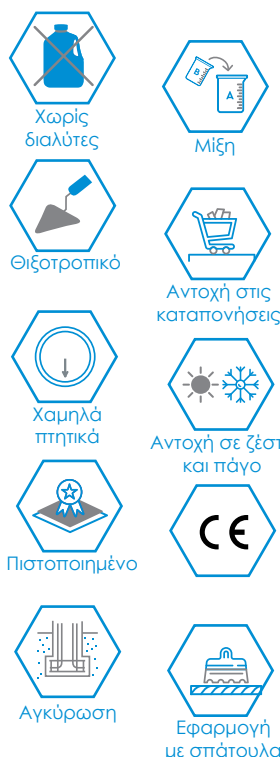 Χωρίς
διαλύτες
B
A
Μίξη
Θιξοτροπικό
Αντοχή στις
καταπονήσεις
Χαμηλά
πτητικά
Αντοχή σε ζέστ
και πάγο
Πιστοποιημένο
CE
Αγκύρωση
Εφαρμογή
με σπάτουλα